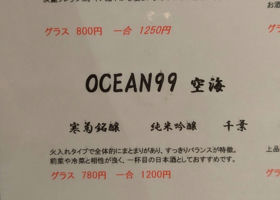 グラス 800円 一合 1250円
OCEAN99 空海
寒菊銘醸 純米吟醸 千葉
火入れタイプで全体的にまとまりがあり、すっきりバランスが特徴。
前菜や冷菜と相性が良く、一杯目の日本酒としておすすめです。
グラス 780円 一合 1200円
上品
グラス